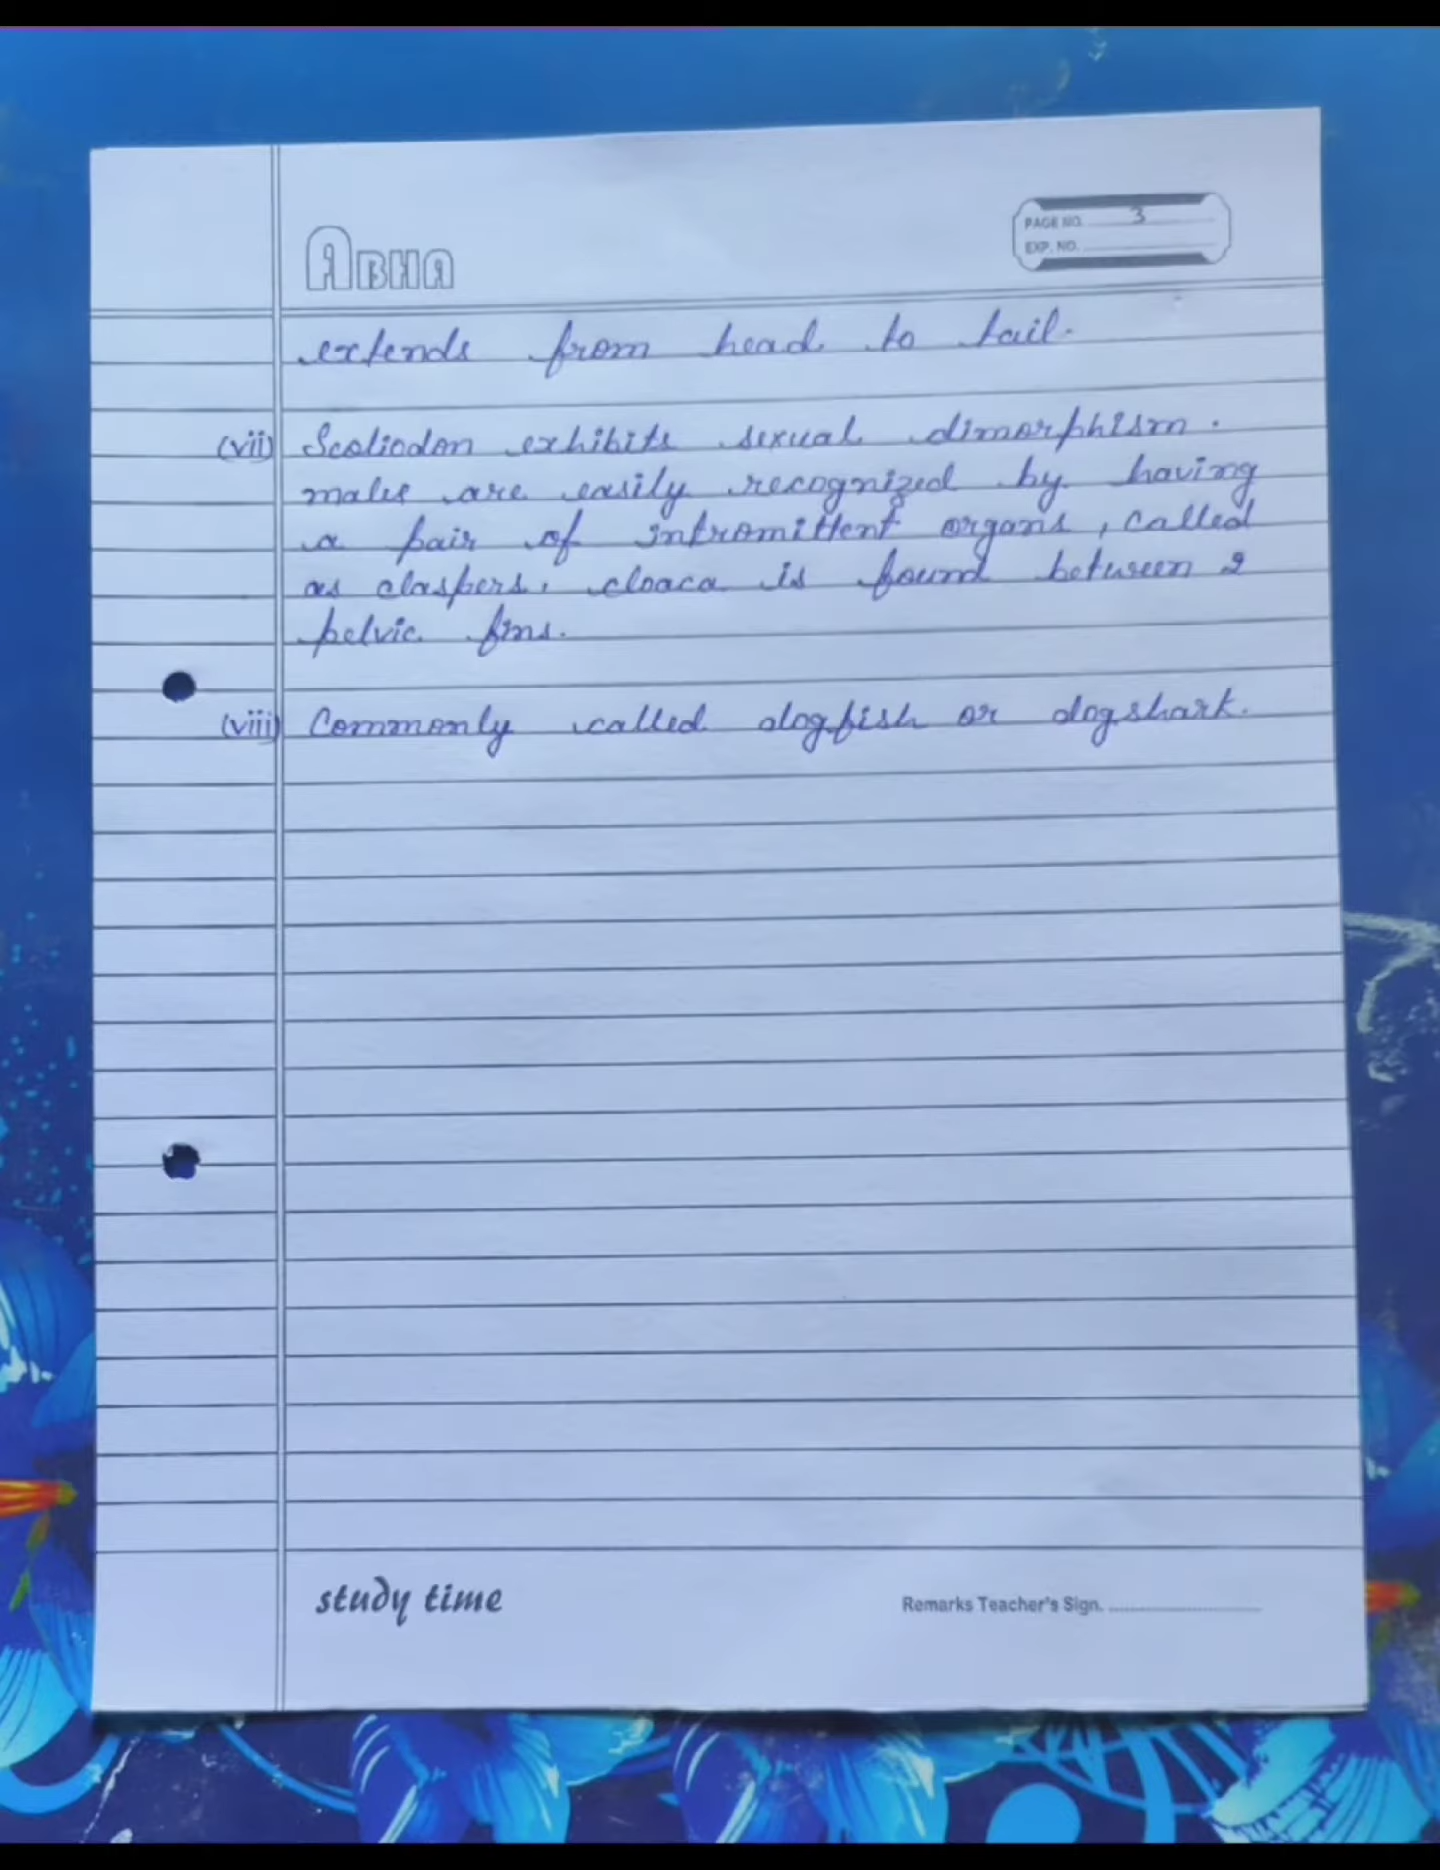 ABHA
PAGE NO. 3
EXP. NO.
extends from head to tail.
(vii) Scoliodon exhibits sexual dimorphism.
males are easily recognized by having
a pair of intromittent organs, called
as claspers, cloaca is found between 2
pelvic fins.
(viii) Commonly called dogfish or dogshark.
study time
Remarks Teacher's Sign. ........................